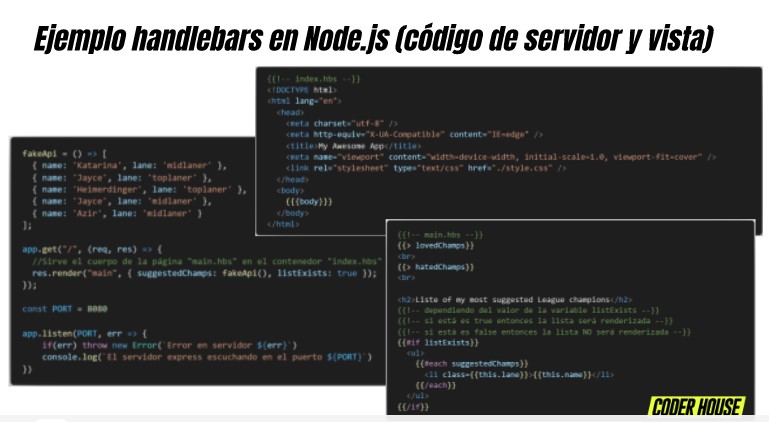 Ejemplo handlebars en Node.js (código de servidor y vista)
{{!-- index.hbs --}}
<!DOCTYPE html>
<html lang="en">
<head>
<meta charset="utf-8" />
<meta http-equiv="X-UA-Compatible" content="IE=edge" />
<title>My Awesome App</title>
<meta name="viewport" content="width=device-width, initial-scale=1.0, viewport-fit=cover" />
<link rel="stylesheet" type="text/css" href="./style.css" />
</head>
<body>
{{{body}}}
</body>
</html>
fakeApi = () => [
{ name: 'Katarina', lane: 'midlaner' },
{ name: 'Jayce', lane: 'toplaner' },
{ name: 'Heimerdinger', lane: 'toplaner' },
{ name: 'Jayce', lane: 'midlaner' },
{ name: 'Azir', lane: 'midlaner' }
];
app.get("/", (req, res) => {
//Sirve el cuerpo de la página "main.hbs" en el contenedor "index.hbs"
res.render("main", { suggestedChamps: fakeApi(), listExists: true });
});
const PORT = 8080
app.listen(PORT, err => {
if(err) throw new Error(`Error en servidor ${err}`)
console.log(`El servidor express escuchando en el puerto ${PORT}`)
})
{{!-- main.hbs --}}
{{> lovedChamps}}
<br>
{{> hatedChamps}}
<br>
<h2>Liste of my most suggested League champions</h2>
{{!-- dependiendo del valor de la variable listExists --}}
{{!-- si está es true entonces la lista será renderizada --}}
{{!-- si está es false entonces la lista NO será renderizada --}}
{{#if listExists}}
<ul>
{{#each suggestedChamps}}
<li class={{this.lane}}>{{this.name}}</li>
{{/each}}
</ul>
{{/if}}
CODER HOUSE